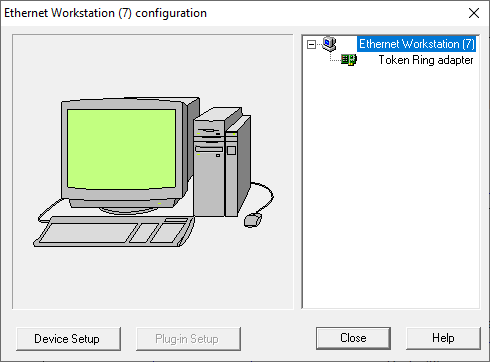 Ethernet Workstation (7) configuration
Ethernet Workstation (7)
Token Ring adapter
Device Setup
Plug-in Setup
Close
Help